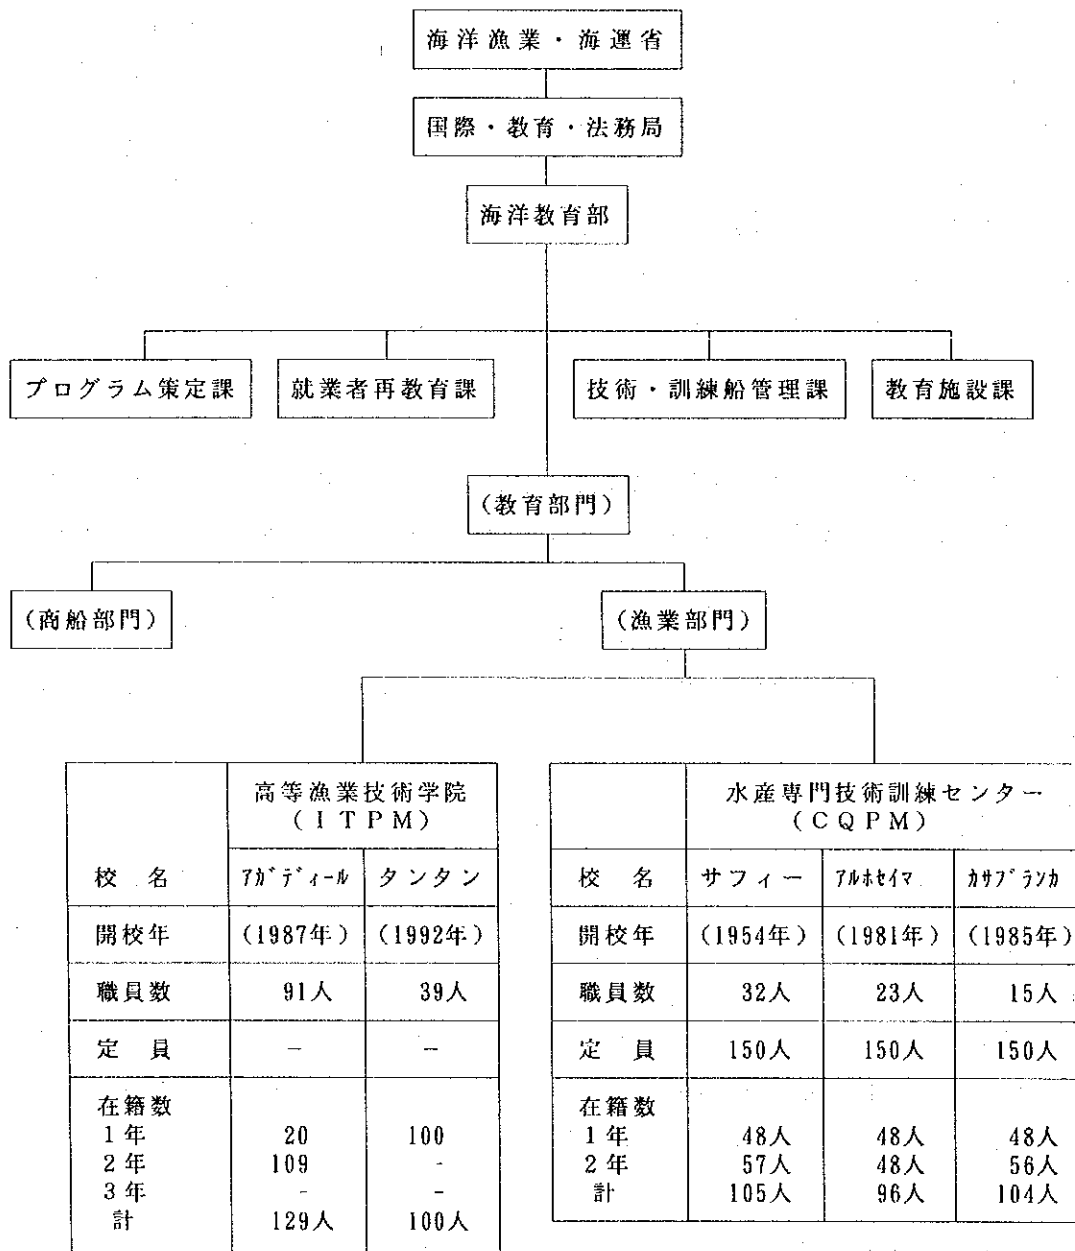 海洋漁業・海運省
国際・教育・法務局
海洋教育部
プログラム策定課 就業者再教育課 技術・訓練船管理課 教育施設課
(教育部門)
(商船部門) (漁業部門)
高等漁業技術学院
(ITPM)
校 名 アガディール タンタン
開校年 (1987年) (1992年)
職員数 91人 39人
定 員 - -
在籍数
1年 20 100
2年 109 -
3年 - -
計 129人 100人
水産専門技術訓練センター
(CQPM)
校 名 サフィー アルホセイマ カサブランカ
開校年 (1954年) (1981年) (1985年)
職員数 32人 23人 15人
定 員 150人 150人 150人
在籍数
1年 48人 48人 48人
2年 57人 48人 56人
計 105人 96人 104人